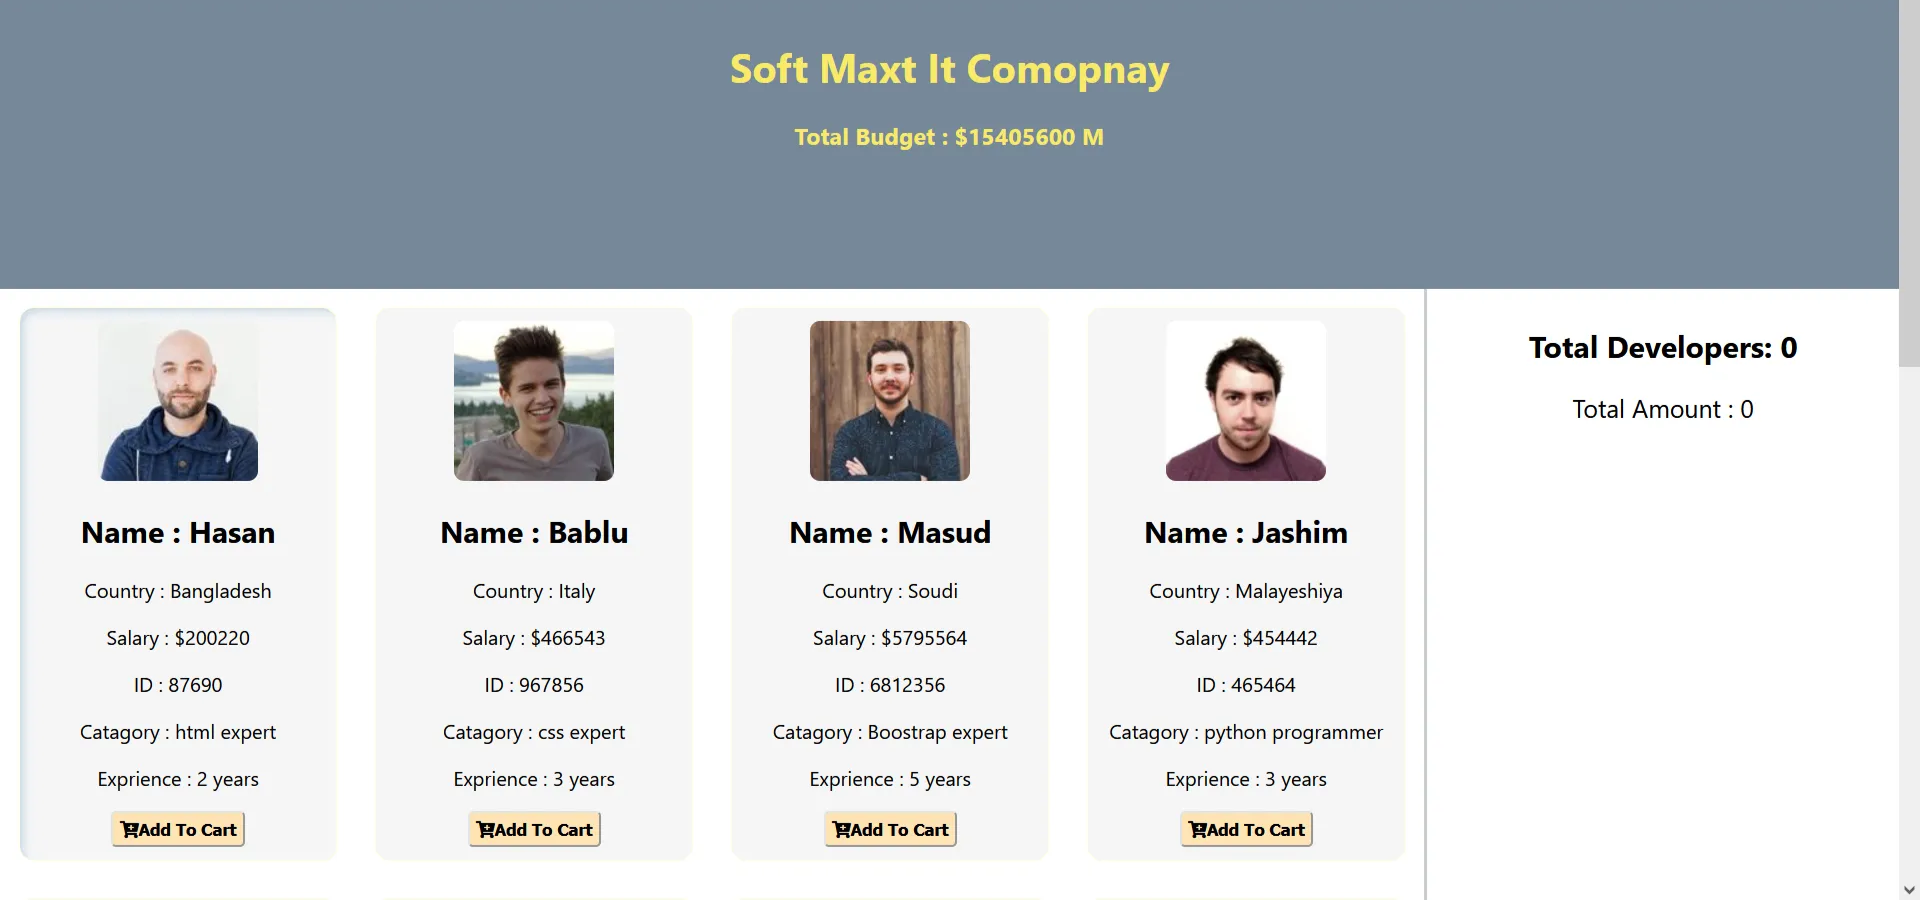 Soft Maxt It Comopnay
Total Budget : $15405600 M
Name : Hasan
Country : Bangladesh
Salary : $200220
ID : 87690
Catagory : html expert
Exprience : 2 years
Add To Cart
Name : Bablu
Country : Italy
Salary : $466543
ID : 967856
Catagory : css expert
Exprience : 3 years
Add To Cart
Name : Masud
Country : Soudi
Salary : $5795564
ID : 6812356
Catagory : Boostrap expert
Exprience : 5 years
Add To Cart
Name : Jashim
Country : Malayeshiya
Salary : $454442
ID : 465464
Catagory : python programmer
Exprience : 3 years
Add To Cart
Total Developers: 0
Total Amount : 0